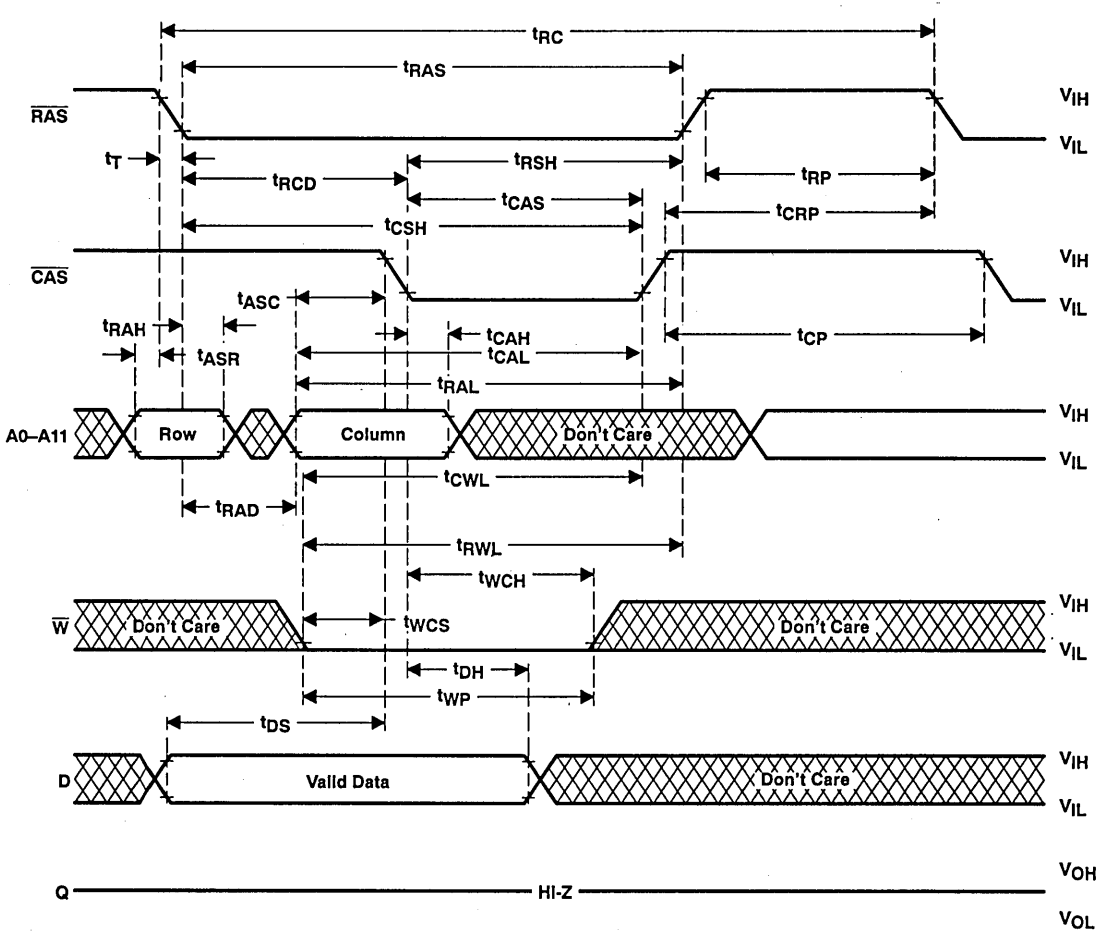 tRC
tRAS
RAS VIH
VIL
tT tRSH
tRCD tRP
tCAS
tCRP
tCSH
CAS VIH
tASC VIL
tRAH tCAH tCP
tASR tCAL
tRAL
A0–A11 Row Column Don't Care VIH
VIL
tCWL
tRAD
tRWL
tWCH
W Don't Care tWCS Don't Care VIH
VIL
tDH
tWP
tDS
D Valid Data Don't Care VIH
VIL
Q HI-Z VOH
VOL